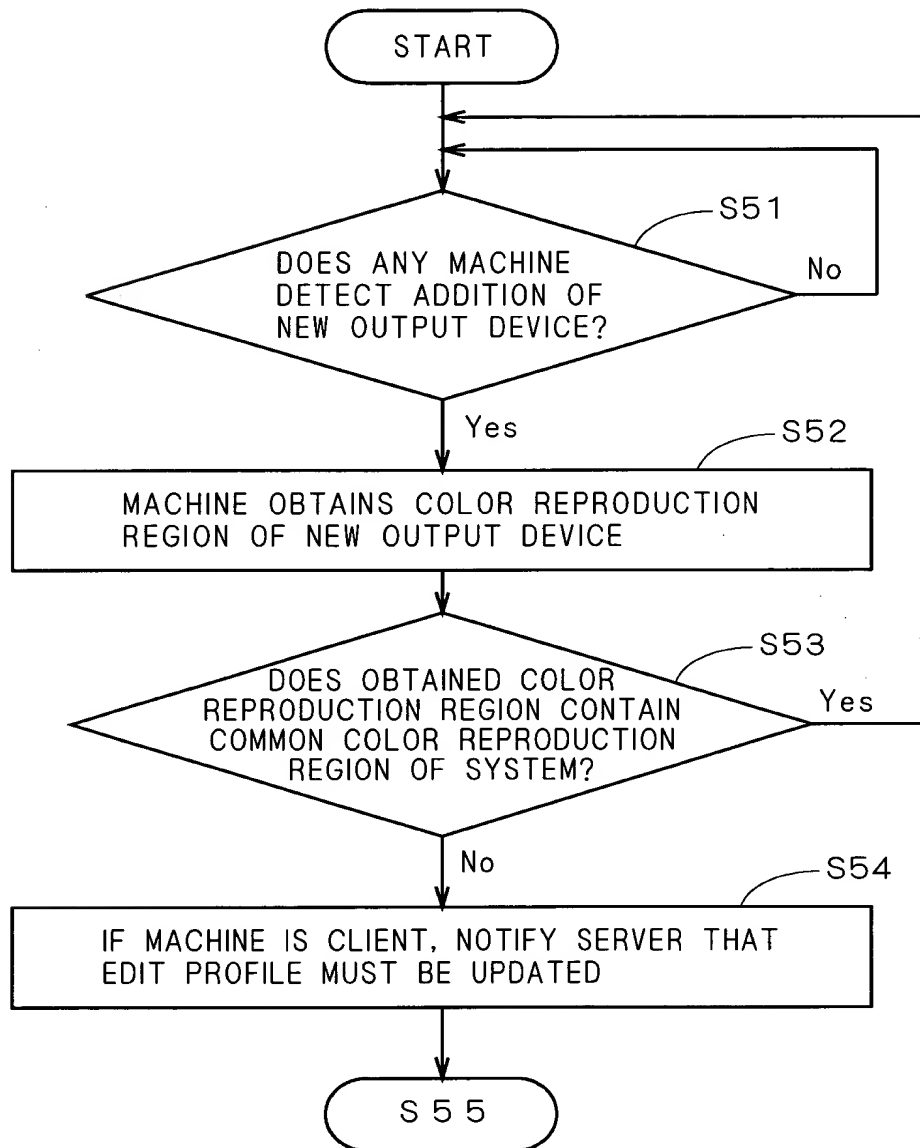 START
S51
DOES ANY MACHINE
DETECT ADDITION OF
NEW OUTPUT DEVICE?
No
Yes
S52
MACHINE OBTAINS COLOR REPRODUCTION
REGION OF NEW OUTPUT DEVICE
S53
DOES OBTAINED COLOR
REPRODUCTION REGION CONTAIN
COMMON COLOR REPRODUCTION
REGION OF SYSTEM?
Yes
No
S54
IF MACHINE IS CLIENT, NOTIFY SERVER THAT
EDIT PROFILE MUST BE UPDATED
S55